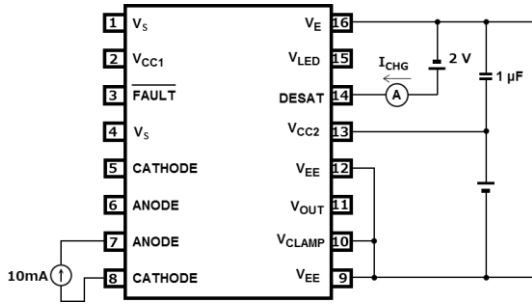 1 VS
2 VCC1
3 FAULT
4 VS
5 CATHODE
6 ANODE
7 ANODE
8 CATHODE
10mA
VE 16
VLED 15
DESAT 14
VCC2 13
VEE 12
VOUT 11
VCLAMP 10
VEE 9
ICHG
A
2 V
1 µF